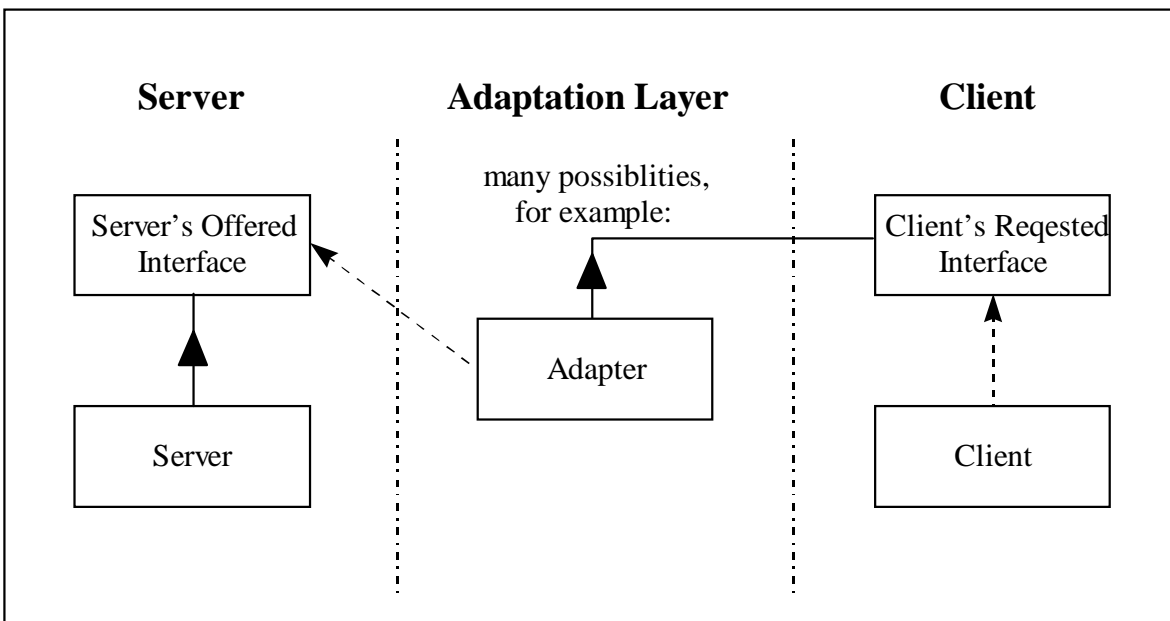 Server
Adaptation Layer
Client
many possiblities,
for example:
Server’s Offered
Interface
Client’s Reqested
Interface
Adapter
Server
Client